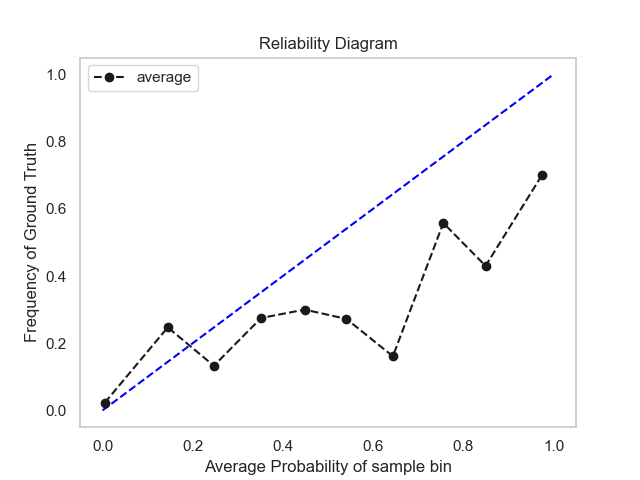 Reliability Diagram
average
Frequency of Ground Truth
1.0
0.8
0.6
0.4
0.2
0.0
0.0 0.2 0.4 0.6 0.8 1.0
Average Probability of sample bin